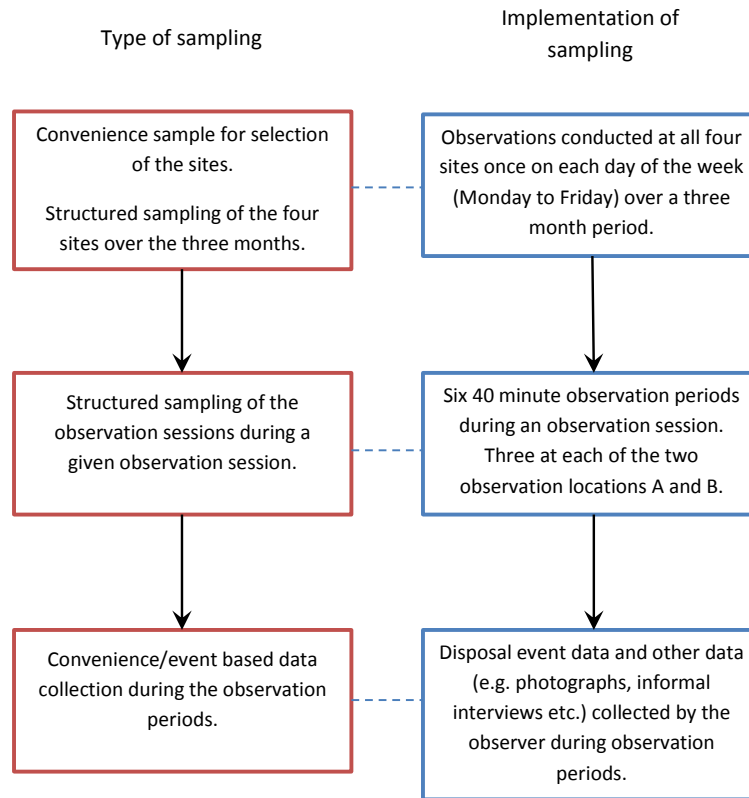 Type of sampling
Implementation of
sampling
Convenience sample for selection
of the sites.
Structured sampling of the four
sites over the three months.
Observations conducted at all four
sites once on each day of the week
(Monday to Friday) over a three
month period.
Structured sampling of the
observation sessions during a
given observation session.
Six 40 minute observation periods
during an observation session.
Three at each of the two
observation locations A and B.
Convenience/event based data
collection during the observation
periods.
Disposal event data and other data
(e.g. photographs, informal
interviews etc.) collected by the
observer during observation
periods.